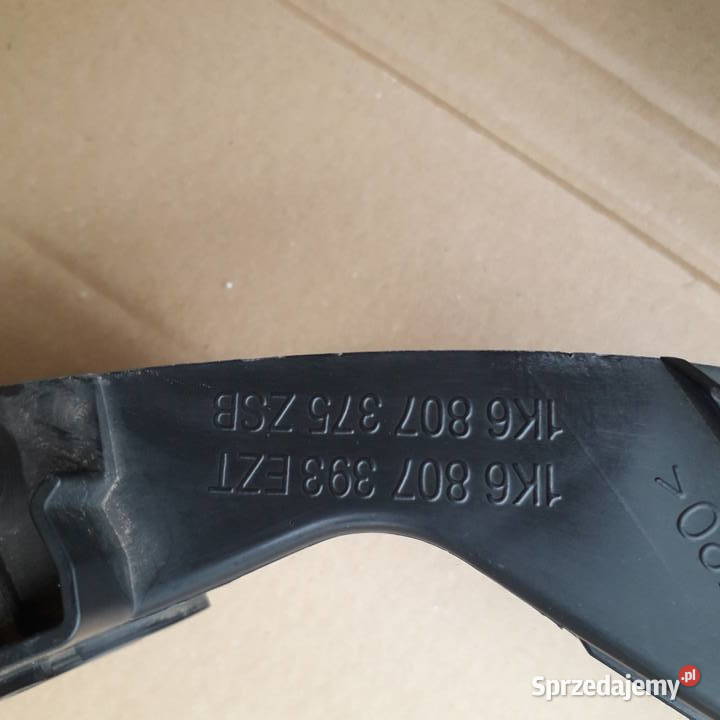 1K6 807 393 EZT
1K6 807 375 ZSB
Sprzedajemy.pl